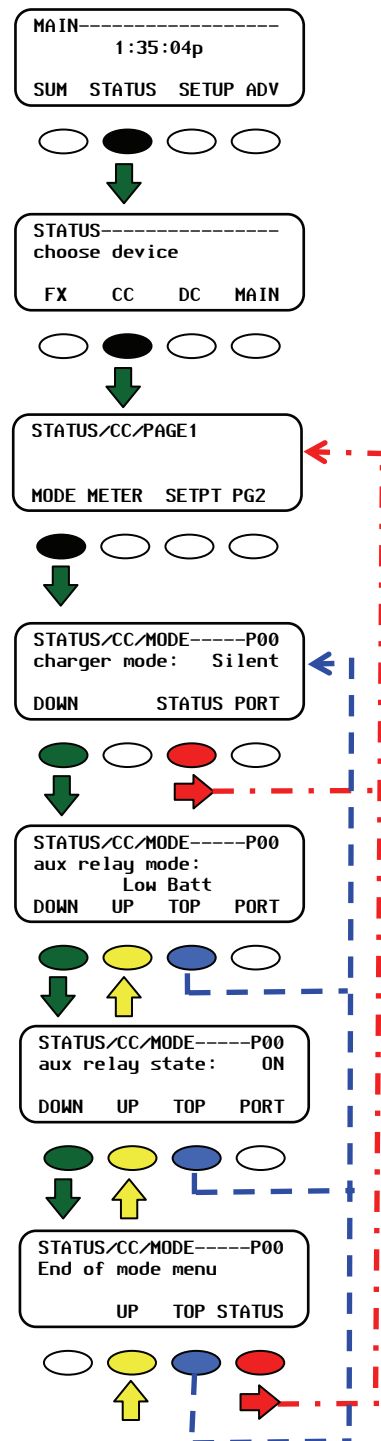 MAIN-------------------
1:35:04p
SUM STATUS SETUP ADV
STATUS-----------------
choose device
FX CC DC MAIN
STATUS/CC/PAGE1
MODE METER SETPT PG2
STATUS/CC/MODE-----P00
charger mode: Silent
DOWN STATUS PORT
STATUS/CC/MODE-----P00
aux relay mode:
Low Batt
DOWN UP TOP PORT
STATUS/CC/MODE-----P00
aux relay state: ON
DOWN UP TOP PORT
STATUS/CC/MODE-----P00
End of mode menu
UP TOP STATUS